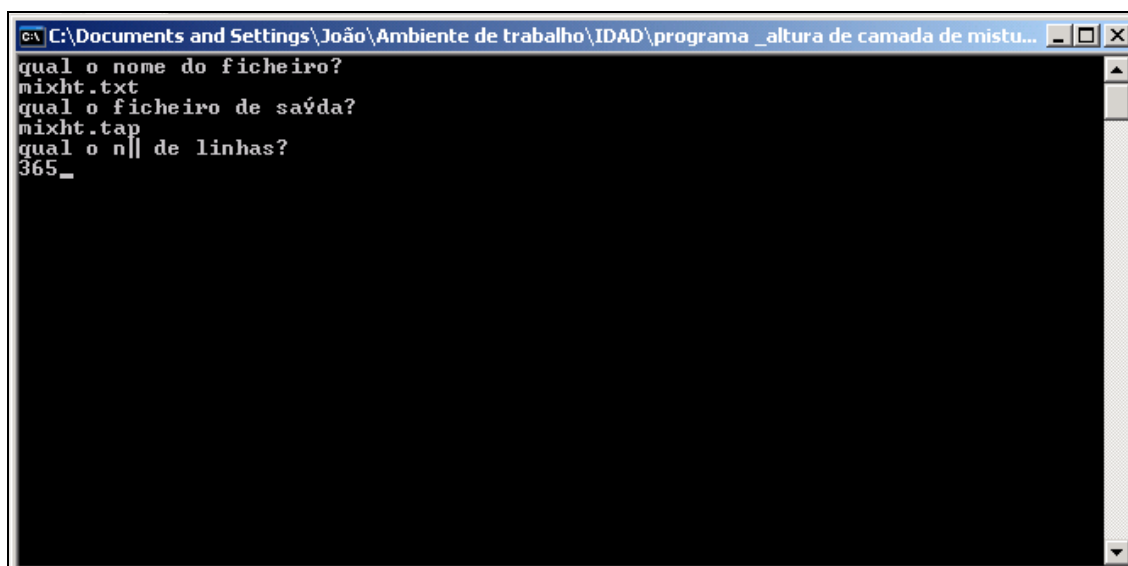 C:\Documents and Settings\João\Ambiente de trabalho\IDAD\programa _altura de camada de mistu...
qual o nome do ficheiro?
mixht.txt
qual o ficheiro de saÝda?
mixht.tap
qual o n║ de linhas?
365_